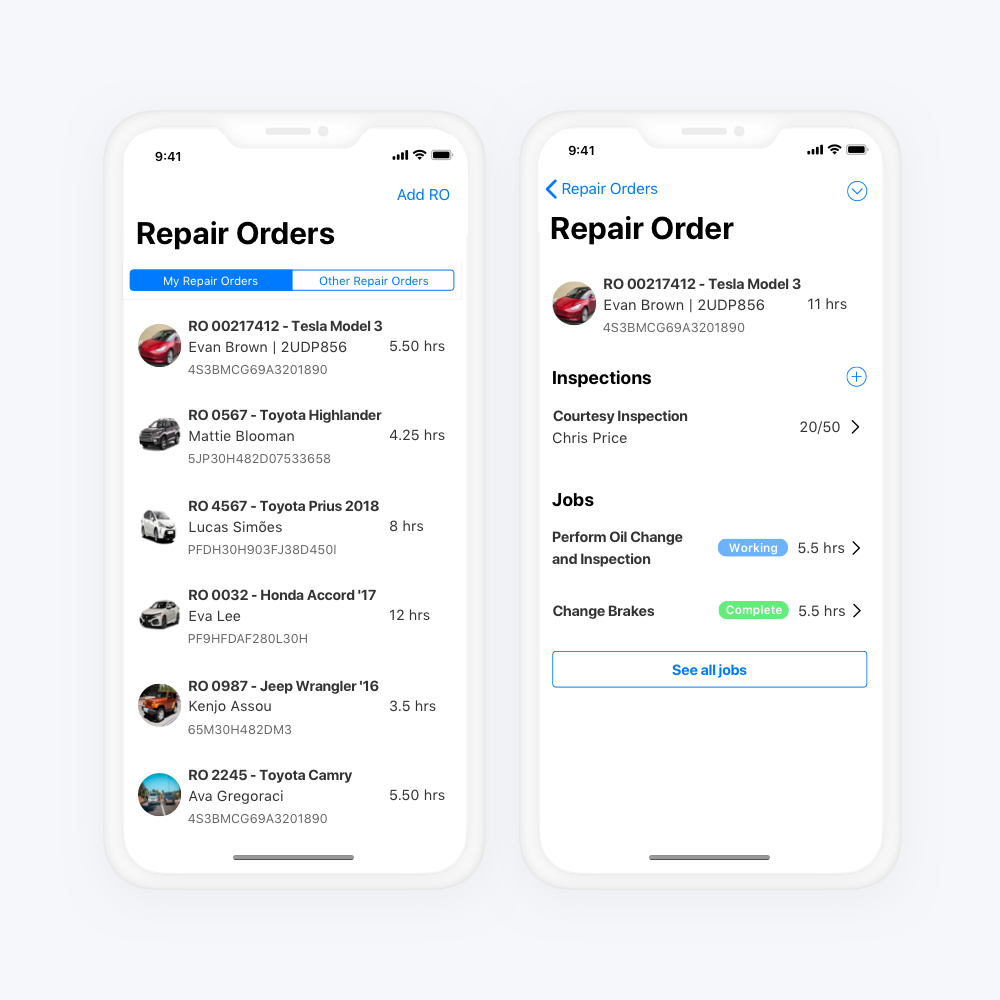 9:41
Add RO
Repair Orders
My Repair Orders
Other Repair Orders
RO 00217412 - Tesla Model 3
Evan Brown | 2UDP856
5.50 hrs
4S3BMCG69A3201890
RO 0567 - Toyota Highlander
Mattie Blooman
4.25 hrs
5JP30H482D07533658
RO 4567 - Toyota Prius 2018
Lucas Simões
8 hrs
PFDH30H903FJ38D450I
RO 0032 - Honda Accord '17
Eva Lee
12 hrs
PF9HFDAF280L30H
RO 0987 - Jeep Wrangler '16
Kenjo Assou
3.5 hrs
65M30H482DM3
RO 2245 - Toyota Camry
Ava Gregoraci
5.50 hrs
4S3BMCG69A3201890
9:41
Repair Orders
Repair Order
RO 00217412 - Tesla Model 3
Evan Brown | 2UDP856
11 hrs
4S3BMCG69A3201890
Inspections
Courtesy Inspection
Chris Price
20/50
Jobs
Perform Oil Change
and Inspection
Working
5.5 hrs
Change Brakes
Complete
5.5 hrs
See all jobs